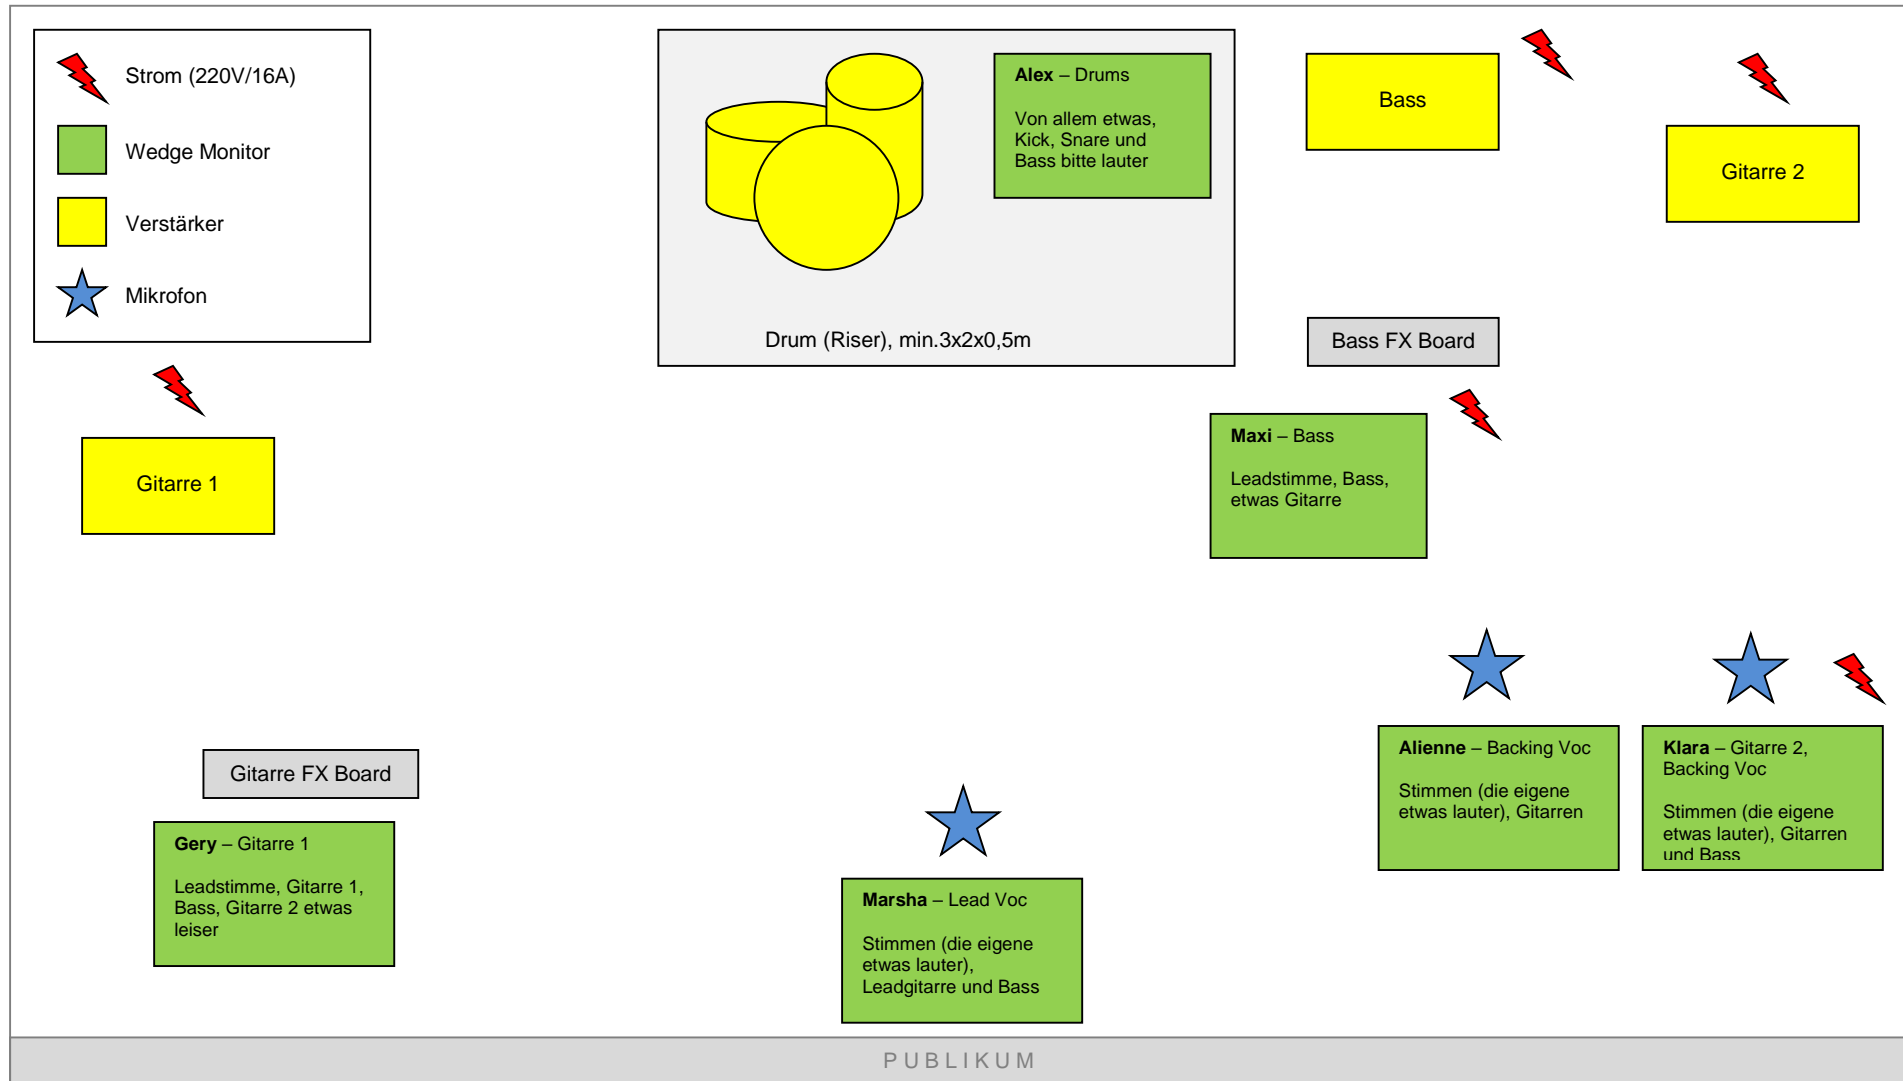 Strom (220V/16A)
Wedge Monitor
Verstärker
Mikrofon
Alex – Drums
Von allem etwas,
Kick, Snare und
Bass bitte lauter
Drum (Riser), min.3x2x0,5m
Bass
Gitarre 2
Bass FX Board
Maxi – Bass
Leadstimme, Bass,
etwas Gitarre
Gitarre 1
Gitarre FX Board
Gery – Gitarre 1
Leadstimme, Gitarre 1,
Bass, Gitarre 2 etwas
leiser
Marsha – Lead Voc
Stimmen (die eigene
etwas lauter),
Leadgitarre und Bass
Alienne – Backing Voc
Stimmen (die eigene
etwas lauter), Gitarren
Klara – Gitarre 2,
Backing Voc
Stimmen (die eigene
etwas lauter), Gitarren
und Bass
PUBLIKUM